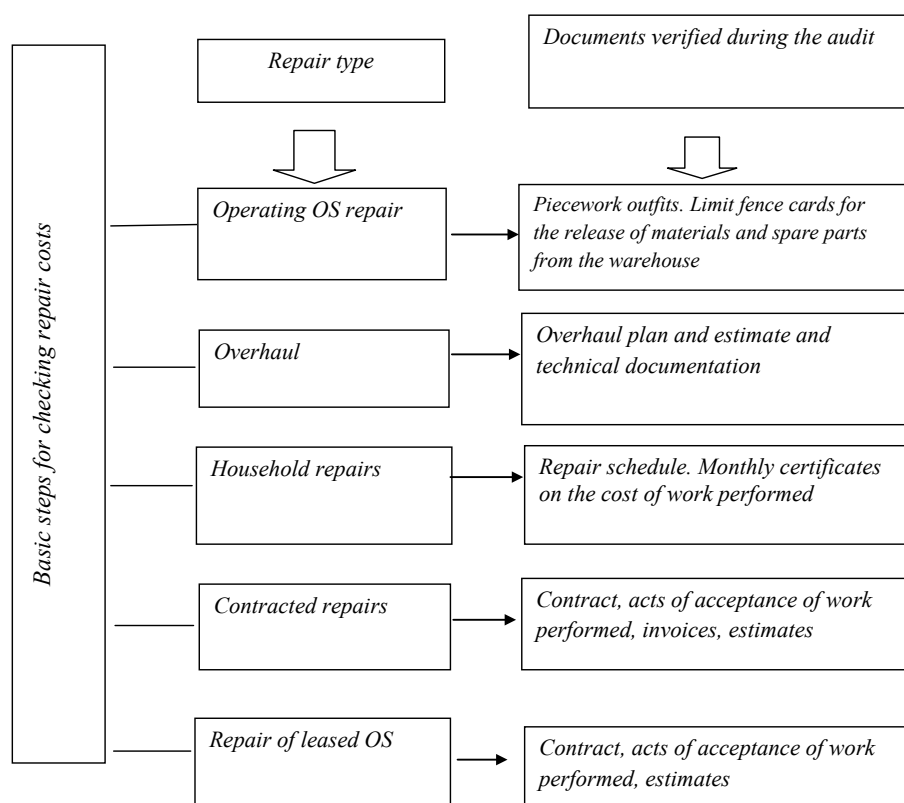 Basic steps for checking repair costs
Repair type
Documents verified during the audit
Operating OS repair
Piecework outfits. Limit fence cards for
the release of materials and spare parts
from the warehouse
Overhaul
Overhaul plan and estimate and
technical documentation
Household repairs
Repair schedule. Monthly certificates
on the cost of work performed
Contracted repairs
Contract, acts of acceptance of work
performed, invoices, estimates
Repair of leased OS
Contract, acts of acceptance of work
performed, estimates